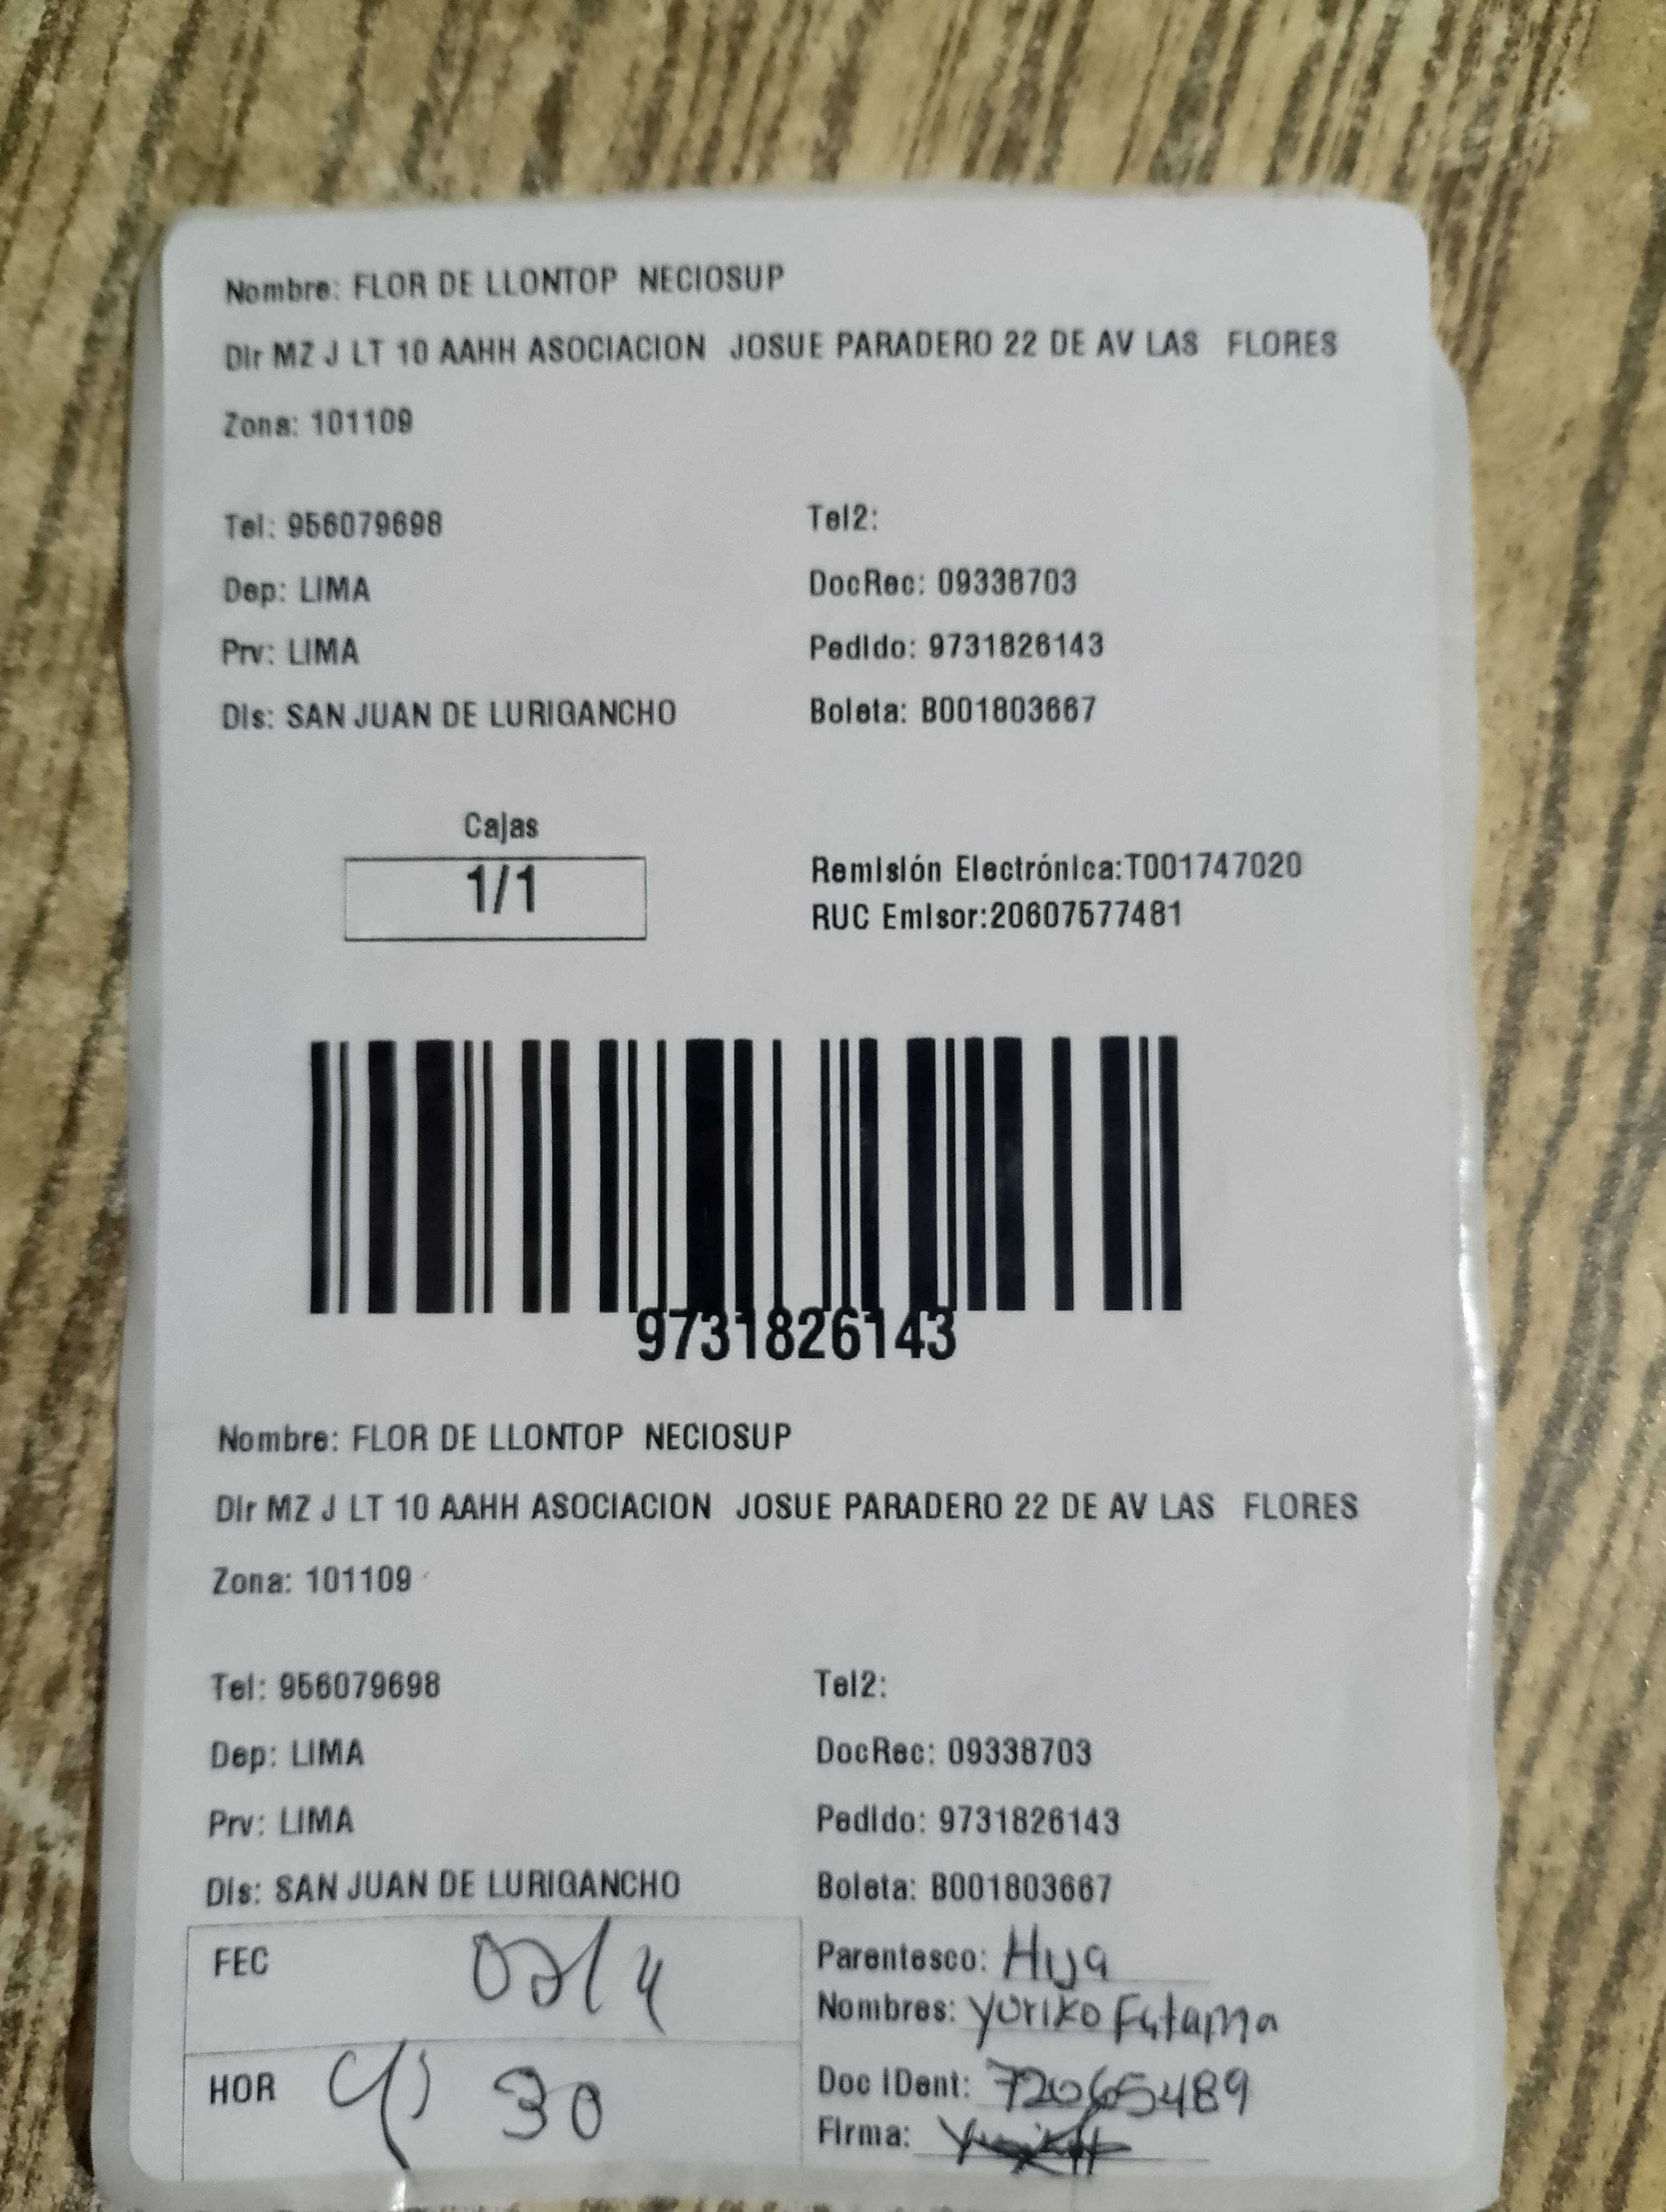 Nombre: FLOR DE LLONTOP NECIOSUP
Dir MZ J LT 10 AAHH ASOCIACION JOSUE PARADERO 22 DE AV LAS FLORES
Zona: 101109
Tel: 956079698 Tel2:
Dep: LIMA DocRec: 09338703
Prv: LIMA Pedido: 9731826143
Dis: SAN JUAN DE LURIGANCHO Boleta: B001803667
Cajas
1/1
Remisión Electrónica:T001747020
RUC Emisor:20607577481
9731826143
Nombre: FLOR DE LLONTOP NECIOSUP
Dir MZ J LT 10 AAHH ASOCIACION JOSUE PARADERO 22 DE AV LAS FLORES
Zona: 101109
Tel: 956079698 Tel2:
Dep: LIMA DocRec: 09338703
Prv: LIMA Pedido: 9731826143
Dis: SAN JUAN DE LURIGANCHO Boleta: B001803667
FEC 02/4 Parentesco: Hija
Nombres: Yuriko Futama
HOR 4: 30 Doc IDent: 72065489
Firma: